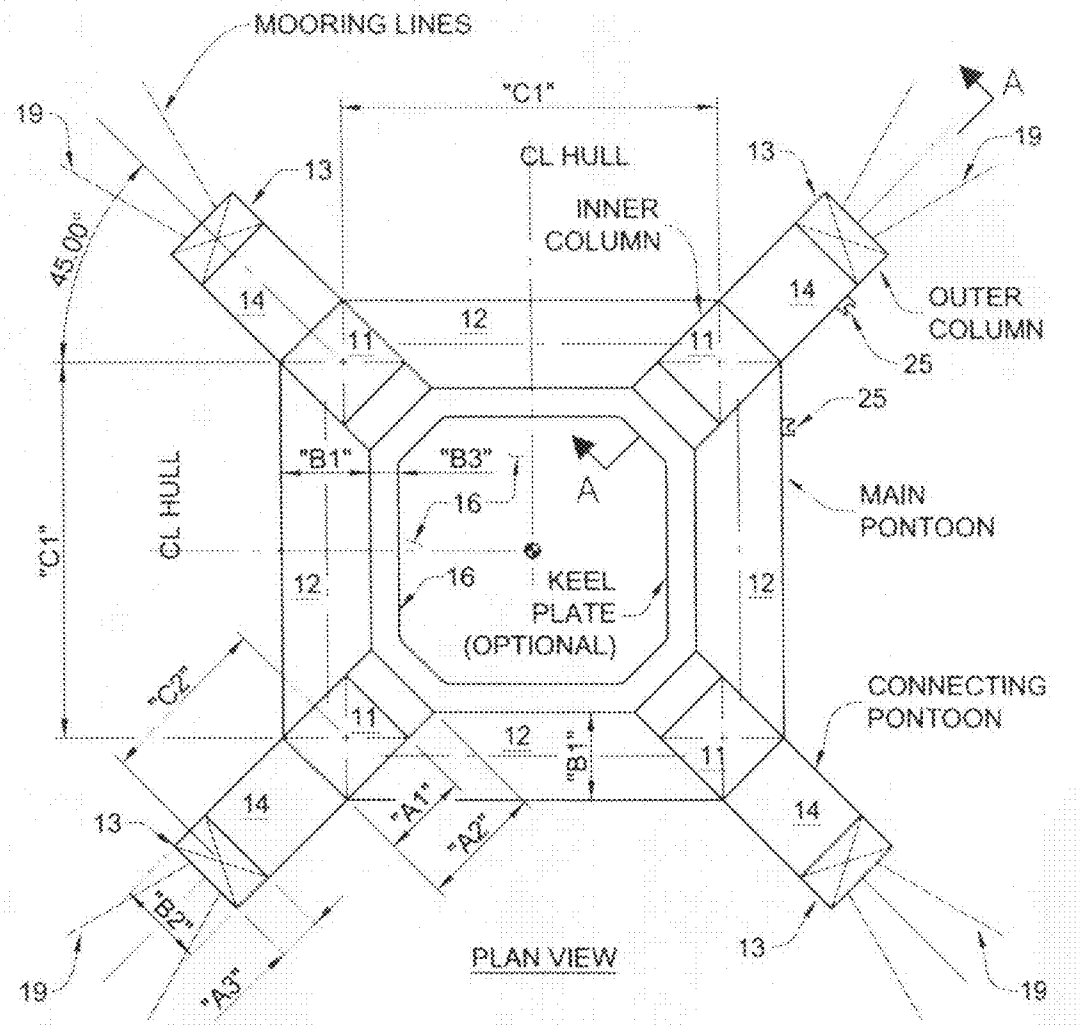 MOORING LINES
"C1"
A
19
13
CL HULL
13
19
INNER
COLUMN
45.00°
14
12
11
11
14
OUTER
COLUMN
25
25
"B1"
"B3"
A
CL HULL
16
MAIN
PONTOON
"C1"
12
16
KEEL
PLATE
(OPTIONAL)
12
"C2"
CONNECTING
PONTOON
11
12
"B1"
11
14
"A1"
14
13
"A2"
"B2"
13
PLAN VIEW
19
"A3"
19